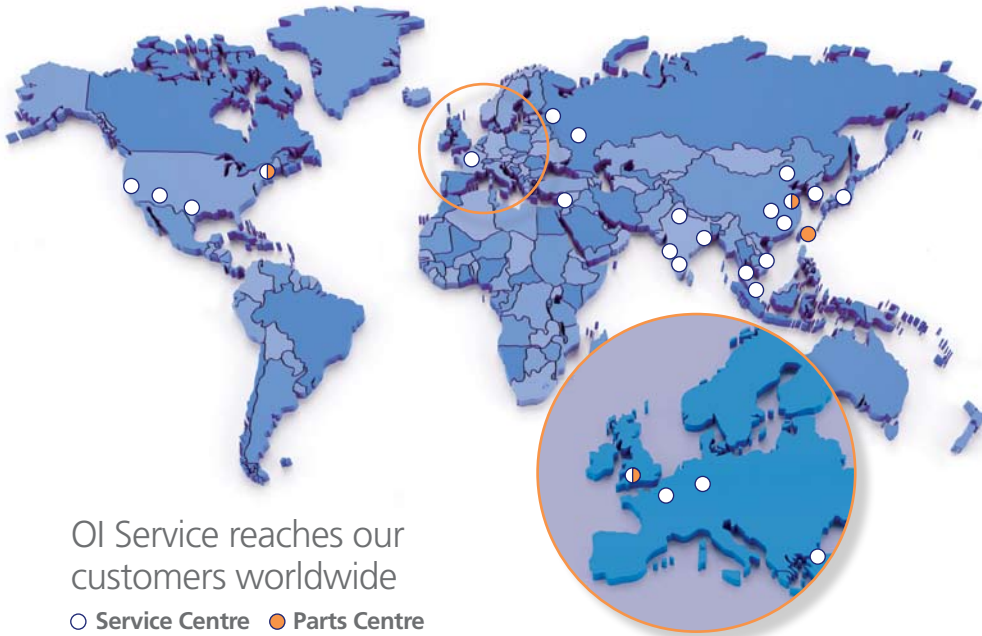 OI Service reaches our
customers worldwide
Service Centre Parts Centre